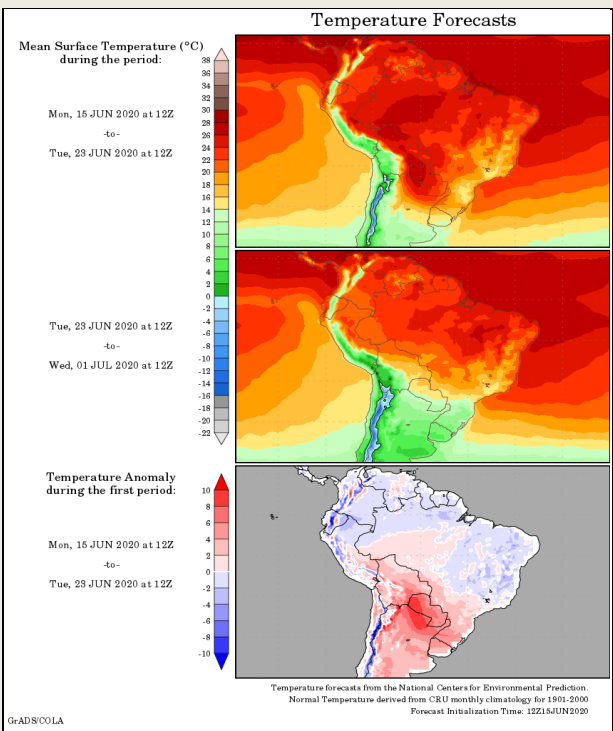 Temperature Forecasts
Mean Surface Temperature (°C)
during the period:
Mon, 15 JUN 2020 at 12Z
-to-
Tue, 23 JUN 2020 at 12Z
38
36
34
32
30
28
26
24
22
20
18
16
14
12
10
8
6
4
2
0
-2
-4
-6
-8
-10
-12
-14
-16
-18
-20
-22
Tue, 23 JUN 2020 at 12Z
-to-
Wed, 01 JUL 2020 at 12Z
Temperature Anomaly
during the first period:
Mon, 15 JUN 2020 at 12Z
-to-
Tue, 23 JUN 2020 at 12Z
10
8
6
4
2
0
-2
-4
-6
-8
-10
Temperature forecasts from the National Centers for Environmental Prediction.
Normal Temperature derived from CRU monthly climatology for 1901-2000
Forecast Initialization Time: 12Z15JUN2020
GrADS/COLA